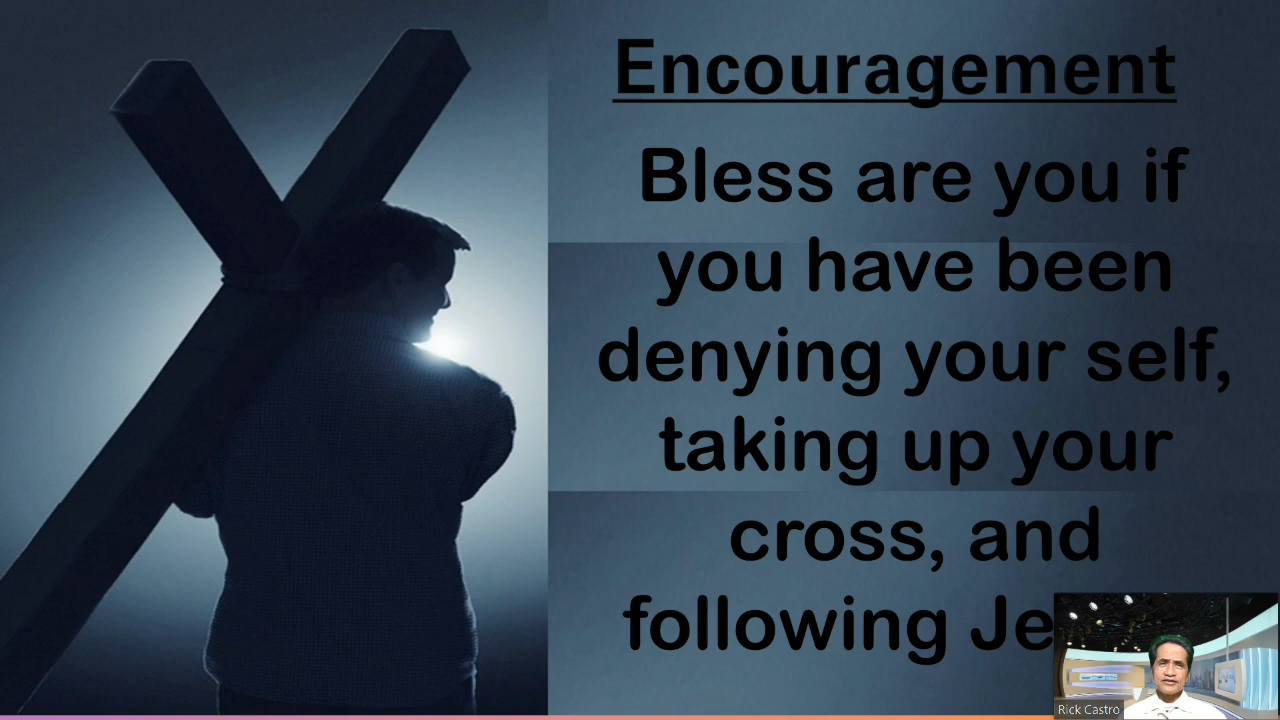 Encouragement
Bless are you if
you have been
denying your self,
taking up your
cross, and
following Je
Rick Castro